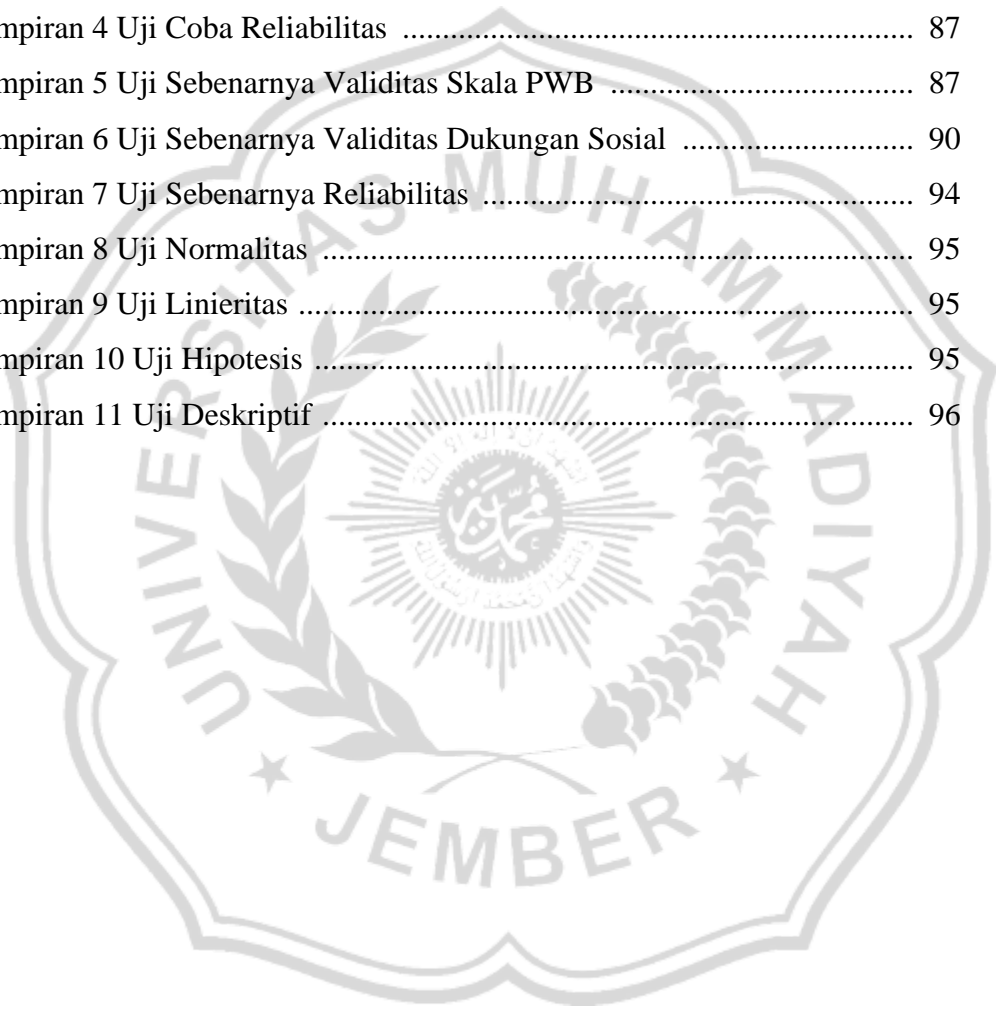 mpiran 4 Uji Coba Reliabilitas ................................................................. 87
mpiran 5 Uji Sebenarnya Validitas Skala PWB ...................................... 87
mpiran 6 Uji Sebenarnya Validitas Dukungan Sosial ............................. 90
mpiran 7 Uji Sebenarnya Reliabilitas ...................................................... 94
mpiran 8 Uji Normalitas ........................................................................... 95
mpiran 9 Uji Linieritas .............................................................................. 95
mpiran 10 Uji Hipotesis ............................................................................ 95
mpiran 11 Uji Deskriptif ........................................................................... 96
UNIVERSITAS MUHAMMADIYAH
JEMBER